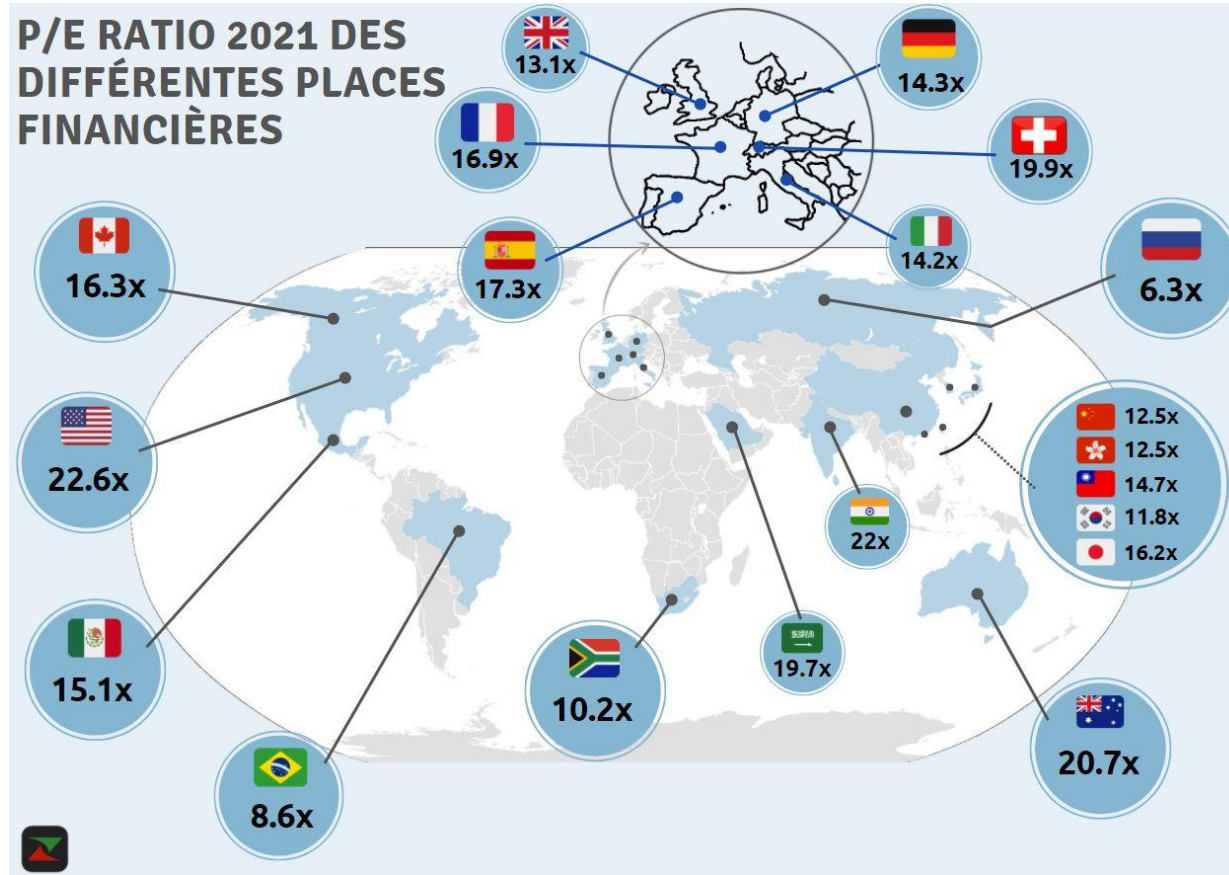 P/E RATIO 2021 DES
DIFFÉRENTES PLACES
FINANCIÈRES
13.1x
14.3x
16.9x
19.9x
17.3x
14.2x
16.3x
6.3x
22.6x
12.5x
12.5x
14.7x
11.8x
16.2x
22x
15.1x
10.2x
19.7x
20.7x
8.6x